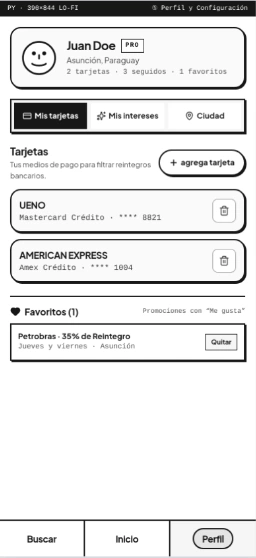 PY · 390×844 LO-FI
Perfil y Configuración
Juan Doe PRO
Asunción, Paraguay
2 tarjetas · 3 seguidos · 1 favoritos
Mis tarjetas
Mis intereses
Ciudad
Tarjetas
Tus medios de pago para filtrar reintegros
bancarios.
+ agrega tarjeta
UENO
Mastercard Crédito · **** 8821
AMERICAN EXPRESS
Amex Crédito · **** 1004
Favoritos (1)
Promociones con "Me gusta"
Petrobras · 35% de Reintegro
Jueves y viernes · Asunción
Quitar
Buscar
Inicio
Perfil